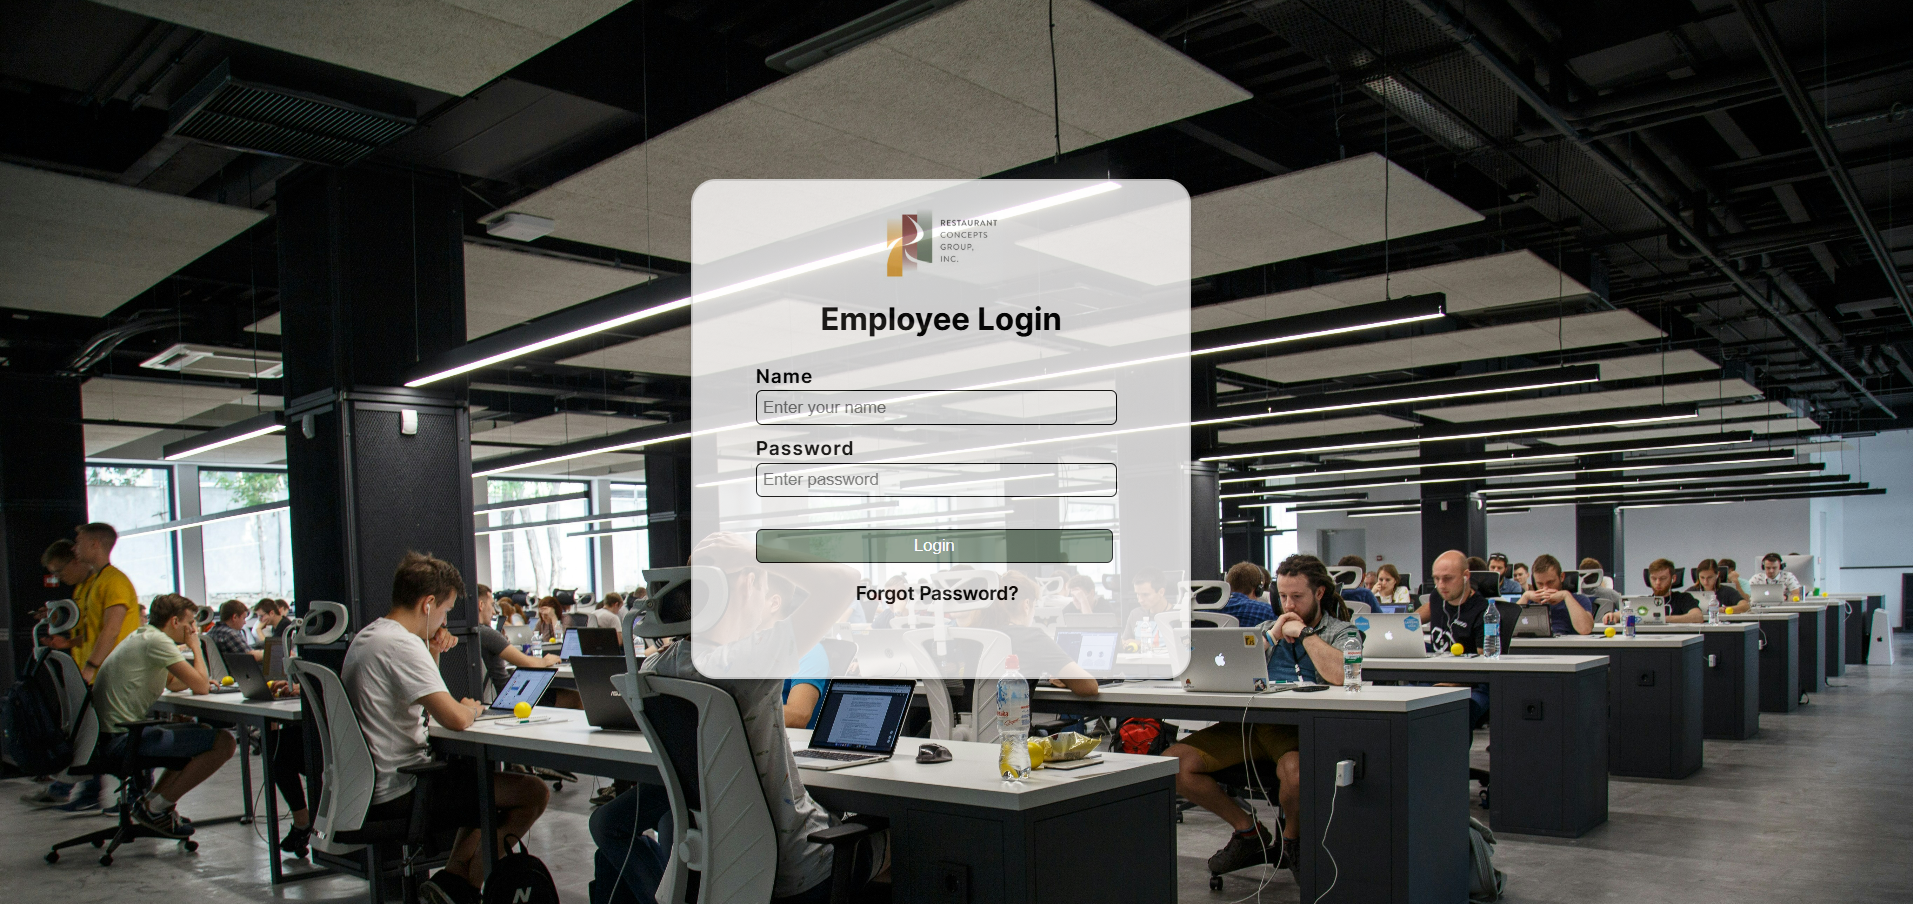 RESTAURANT
CONCEPTS
GROUP,
INC.
Employee Login
Name
Enter your name
Password
Enter password
Login
Forgot Password?
N